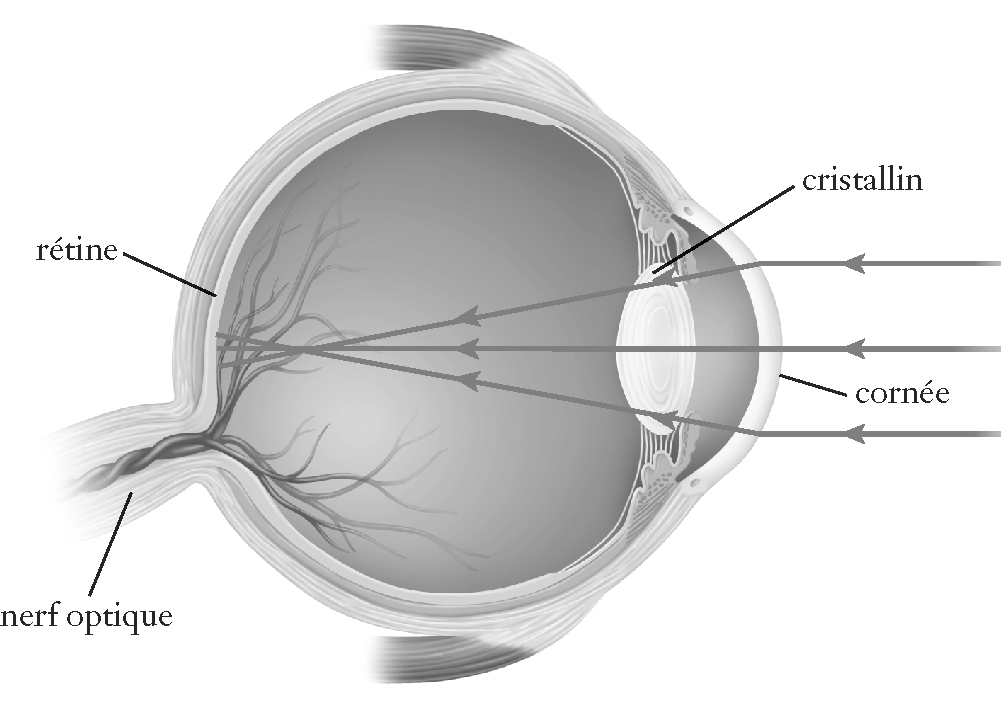 cristallin
rétine
cornée
nerf optique